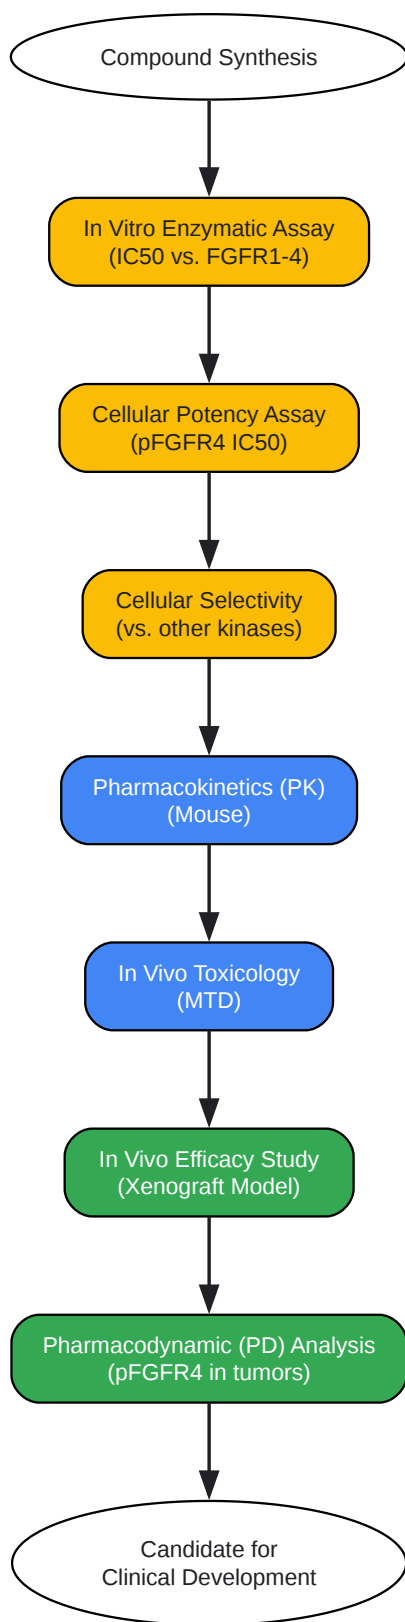 Compound Synthesis
In Vitro Enzymatic Assay
(IC50 vs. FGFR1-4)
Cellular Potency Assay
(pFGFR4 IC50)
Cellular Selectivity
(vs. other kinases)
Pharmacokinetics (PK)
(Mouse)
In Vivo Toxicology
(MTD)
In Vivo Efficacy Study
(Xenograft Model)
Pharmacodynamic (PD) Analysis
(pFGFR4 in tumors)
Candidate for
Clinical Development